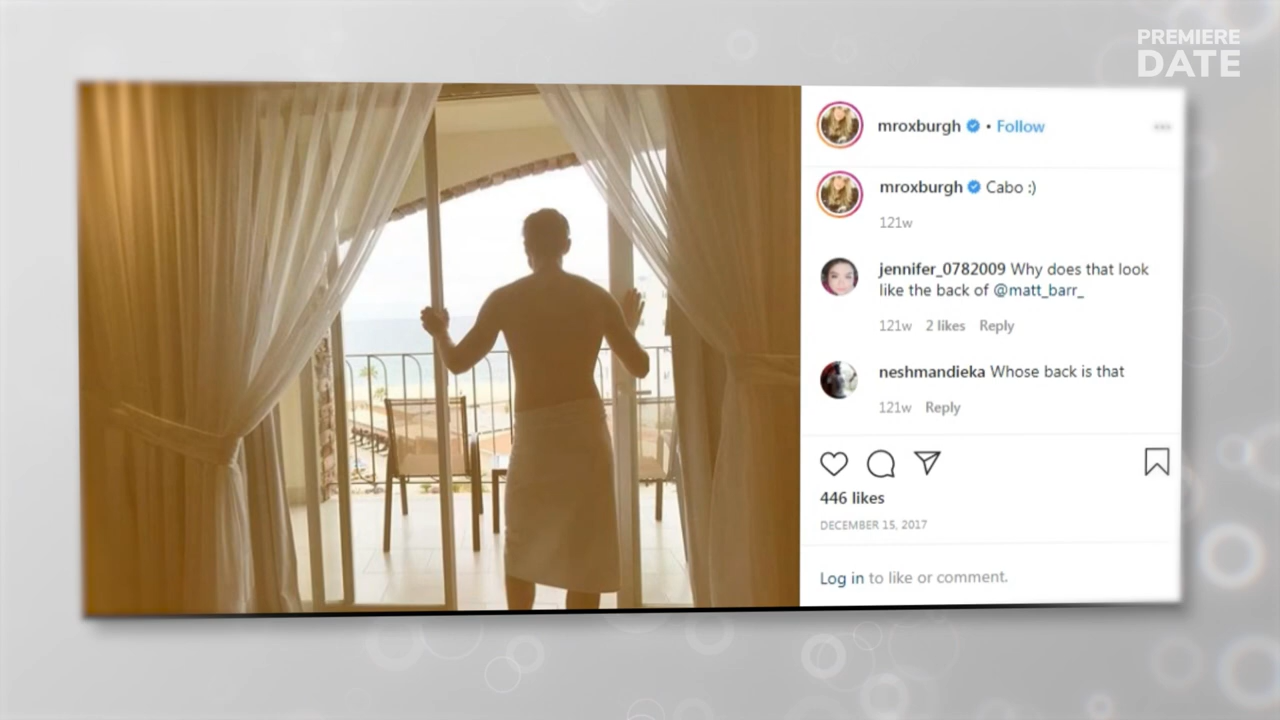 PREMIERE
DATE
mroxburgh • Follow
mroxburgh Cabo :)
121w
jennifer_0782009 Why does that look
like the back of @matt_barr_
121w 2 likes Reply
neshmandieka Whose back is that
121w Reply
446 likes
DECEMBER 15, 2017
Log in to like or comment.